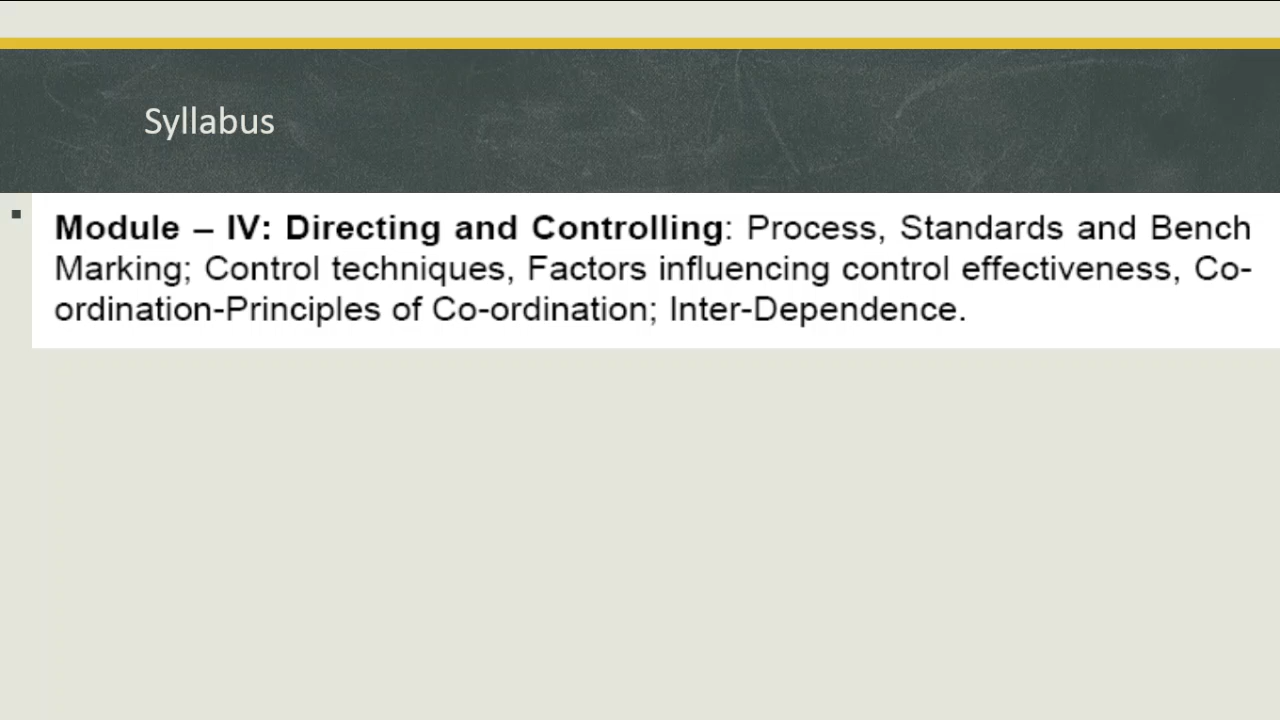 Syllabus
Module – IV: Directing and Controlling: Process, Standards and Bench
Marking; Control techniques, Factors influencing control effectiveness, Co-
ordination-Principles of Co-ordination; Inter-Dependence.